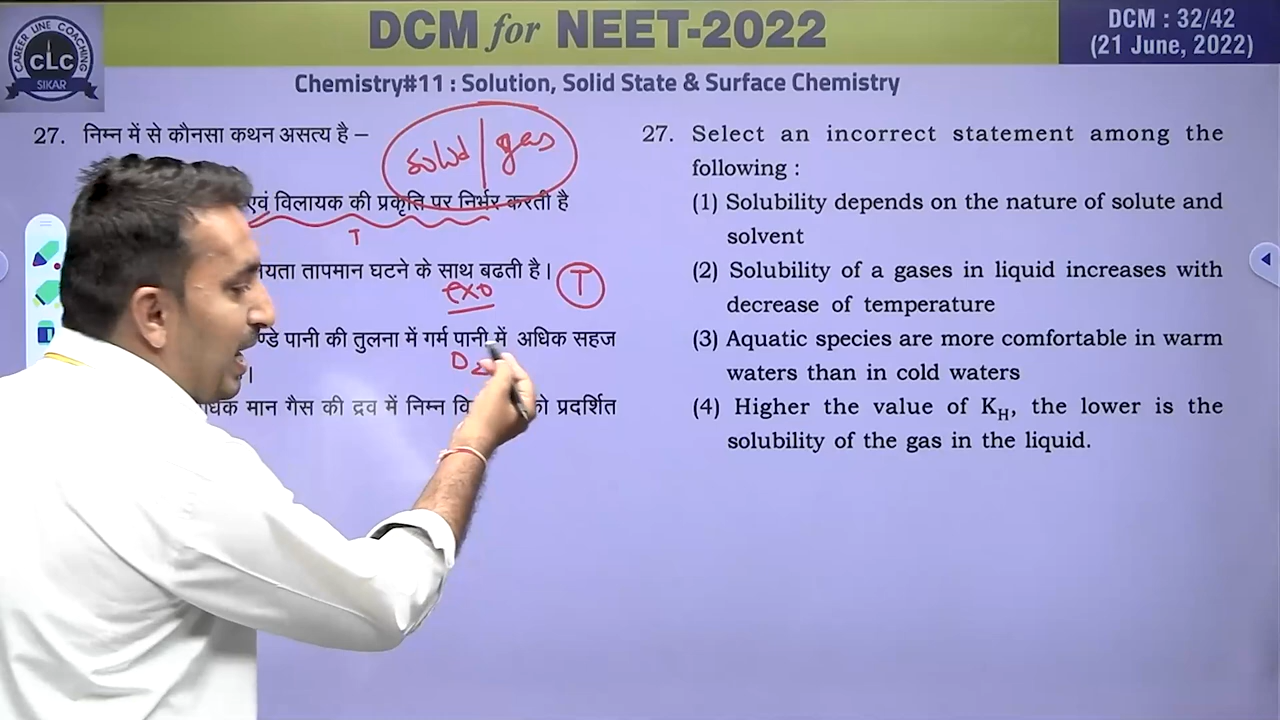 DCM for NEET-2022
DCM : 32/42
(21 June, 2022)
CAREER LINE COACHING
CLC
SIKAR
Chemistry#11 : Solution, Solid State & Surface Chemistry
27. निम्न में से कौनसा कथन असत्य है –
solid | gas
एवं विलायक की प्रकृति पर निर्भर करती है
T
तापमान घटने के साथ बढती है।
T
exo
पानी की तुलना में गर्म पानी में अधिक सहज
मान गैस की द्रव में निम्न को प्रदर्शित
27. Select an incorrect statement among the
following :
(1) Solubility depends on the nature of solute and
solvent
(2) Solubility of a gases in liquid increases with
decrease of temperature
(3) Aquatic species are more comfortable in warm
waters than in cold waters
(4) Higher the value of K_H, the lower is the
solubility of the gas in the liquid.